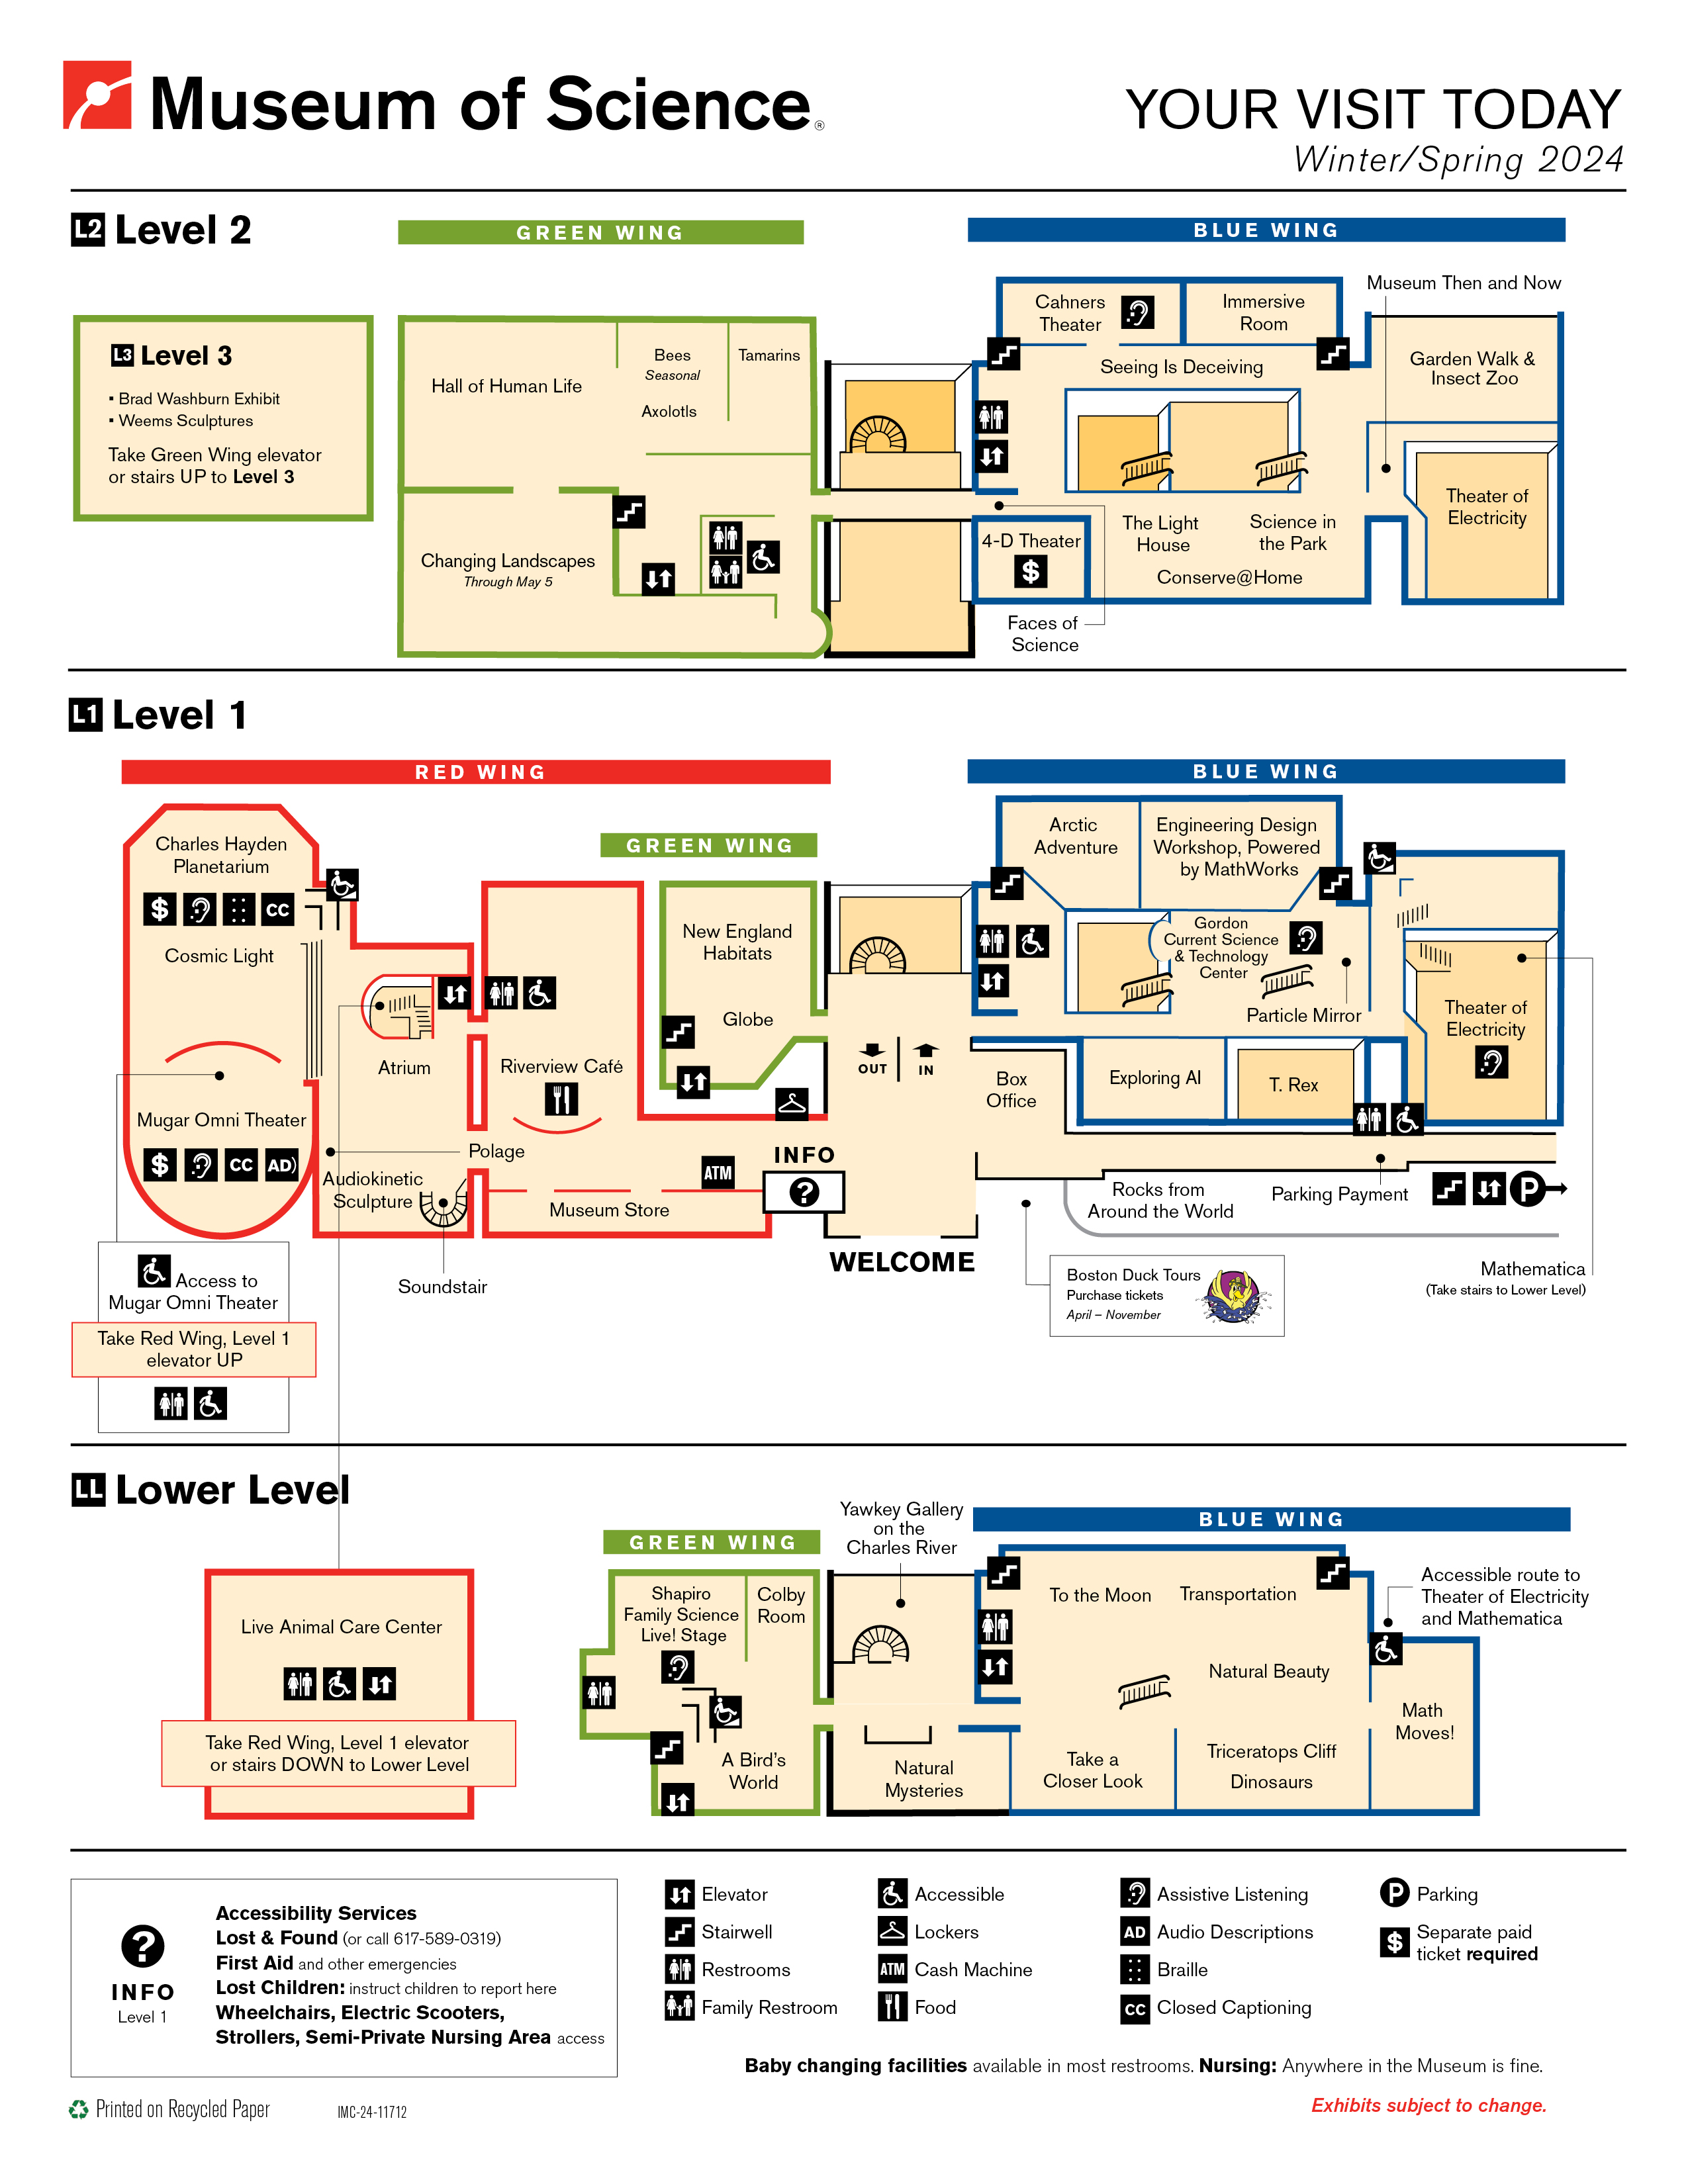 Museum of Science®
YOUR VISIT TODAY
Winter/Spring 2024
L2 Level 2
GREEN WING
BLUE WING
L3 Level 3
• Brad Washburn Exhibit
• Weems Sculptures
Take Green Wing elevator
or stairs UP to Level 3
Hall of Human Life
Bees
Seasonal
Axolotls
Tamarins
Changing Landscapes
Through May 5
Cahners
Theater
Immersive
Room
Museum Then and Now
Seeing Is Deceiving
Garden Walk &
Insect Zoo
Theater of
Electricity
4-D Theater
$
The Light
House
Science in
the Park
Conserve@Home
Faces of
Science
L1 Level 1
RED WING
BLUE WING
GREEN WING
Charles Hayden
Planetarium
$ CC
Cosmic Light
Mugar Omni Theater
$ CC AD)
Atrium
Polage
Audiokinetic
Sculpture
Soundstair
Riverview Café
Museum Store
ATM
New England
Habitats
Globe
OUT IN
INFO
?
WELCOME
Box
Office
Arctic
Adventure
Engineering Design
Workshop, Powered
by MathWorks
Gordon
Current Science
& Technology
Center
Particle Mirror
Exploring AI
T. Rex
Theater of
Electricity
Rocks from
Around the World
Parking Payment
P
Mathematica
(Take stairs to Lower Level)
Boston Duck Tours
Purchase tickets
April – November
Access to
Mugar Omni Theater
Take Red Wing, Level 1
elevator UP
LL Lower Level
GREEN WING
Yawkey Gallery
on the
Charles River
BLUE WING
Live Animal Care Center
Take Red Wing, Level 1 elevator
or stairs DOWN to Lower Level
Shapiro
Family Science
Live! Stage
Colby
Room
A Bird's
World
Natural
Mysteries
To the Moon
Transportation
Natural Beauty
Take a
Closer Look
Triceratops Cliff
Dinosaurs
Math
Moves!
Accessible route to
Theater of Electricity
and Mathematica
?
INFO
Level 1
Accessibility Services
Lost & Found (or call 617-589-0319)
First Aid and other emergencies
Lost Children: instruct children to report here
Wheelchairs, Electric Scooters,
Strollers, Semi-Private Nursing Area access
Elevator
Stairwell
Restrooms
Family Restroom
Accessible
Lockers
ATM Cash Machine
Food
Assistive Listening
AD Audio Descriptions
Braille
CC Closed Captioning
P Parking
$ Separate paid
ticket required
Baby changing facilities available in most restrooms. Nursing: Anywhere in the Museum is fine.
Printed on Recycled Paper
IMC-24-11712
Exhibits subject to change.